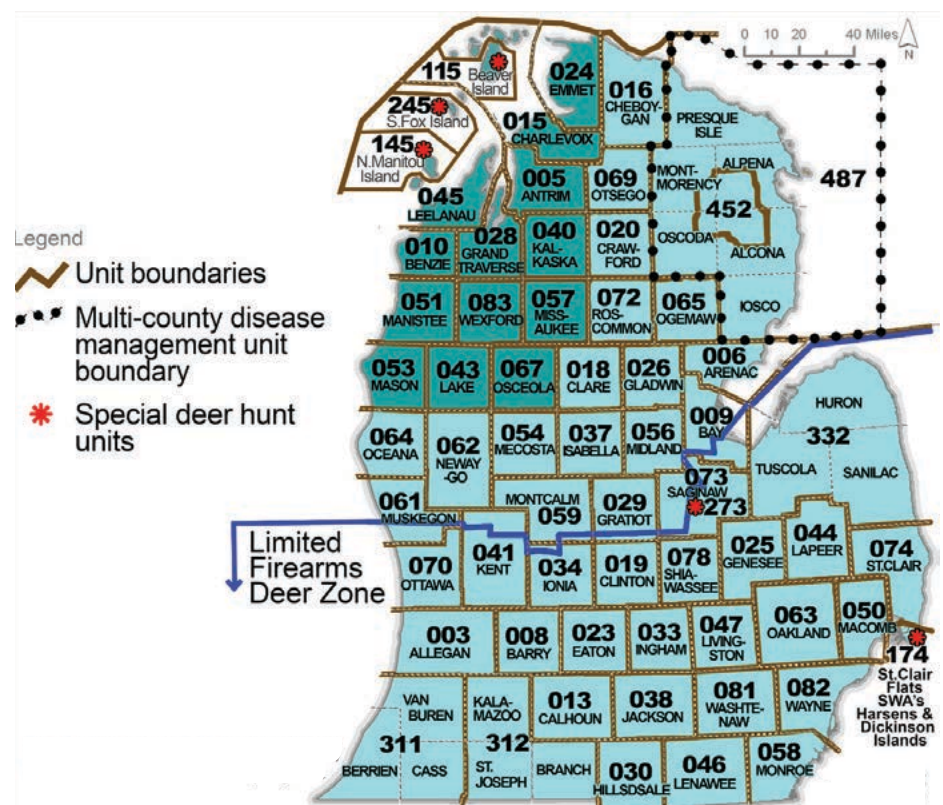 0 10 20 40 Miles
N
115
Beaver
Island
024
EMMET
016
CHEBOY-
GAN
245
S.Fox Island
015
CHARLEVOIX
PRESQUE
ISLE
145
N.Manitou
Island
045
LEELANAU
005
ANTRIM
069
OTSEGO
MONT-
MORENCY
ALPENA
487
452
Legend
Unit boundaries
Multi-county disease
management unit
boundary
Special deer hunt
units
010
BENZIE
028
GRAND
TRAVERSE
040
KAL-
KASKA
020
CRAW-
FORD
OSCODA
ALCONA
051
MANISTEE
083
WEXFORD
057
MISS-
AUKEE
072
ROS-
COMMON
065
OGEMAW
IOSCO
053
MASON
043
LAKE
067
OSCEOLA
018
CLARE
026
GLADWIN
006
ARENAC
064
OCEANA
062
NEWAY
-GO
054
MECOSTA
037
ISABELLA
056
MIDLAND
009
BAY
HURON
332
TUSCOLA
SANILAC
061
MUSKEGON
MONTCALM
059
029
GRATIOT
073
SAGINAW
273
Limited
Firearms
Deer Zone
070
OTTAWA
041
KENT
034
IONIA
019
CLINTON
078
SHIA-
WASSEE
025
GENESEE
044
LAPEER
074
ST.CLAIR
003
ALLEGAN
008
BARRY
023
EATON
033
INGHAM
047
LIVING-
STON
063
OAKLAND
050
MACOMB
174
St.Clair
Flats
SWA's
Harsens &
Dickinson
Islands
VAN
BUREN
KALA-
MAZOO
013
CALHOUN
038
JACKSON
081
WASHTE-
NAW
082
WAYNE
311
BERRIEN
CASS
312
ST.
JOSEPH
BRANCH
030
HILLSDSALE
046
LENAWEE
058
MONROE